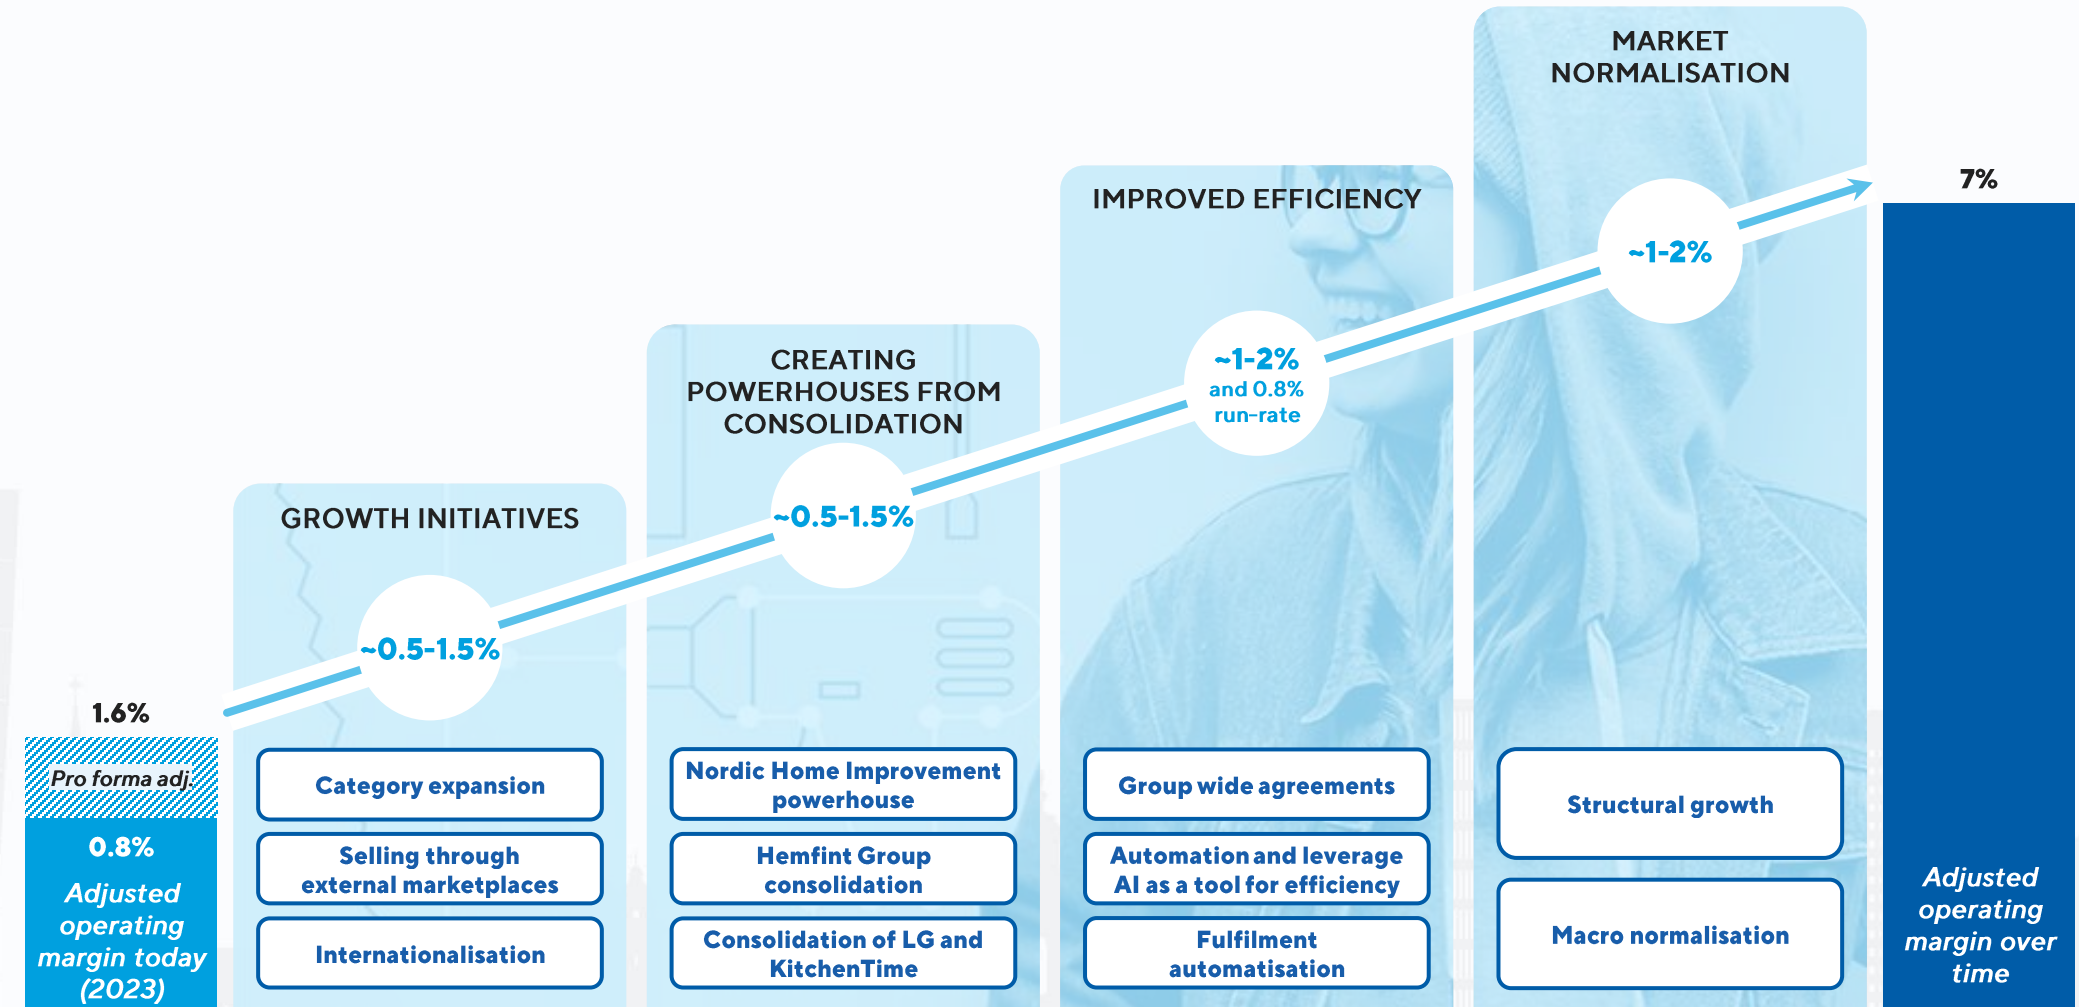 1.6%
Pro forma adj.
0.8%
Adjusted
operating
margin today
(2023)
GROWTH INITIATIVES
~0.5-1.5%
Category expansion
Selling through
external marketplaces
Internationalisation
CREATING
POWERHOUSES FROM
CONSOLIDATION
~0.5-1.5%
Nordic Home Improvement
powerhouse
Hemfint Group
consolidation
Consolidation of LG and
KitchenTime
IMPROVED EFFICIENCY
~1-2%
and 0.8%
run-rate
Group wide agreements
Automation and leverage
AI as a tool for efficiency
Fulfilment
automatisation
MARKET
NORMALISATION
~1-2%
Structural growth
Macro normalisation
7%
Adjusted
operating
margin over
time